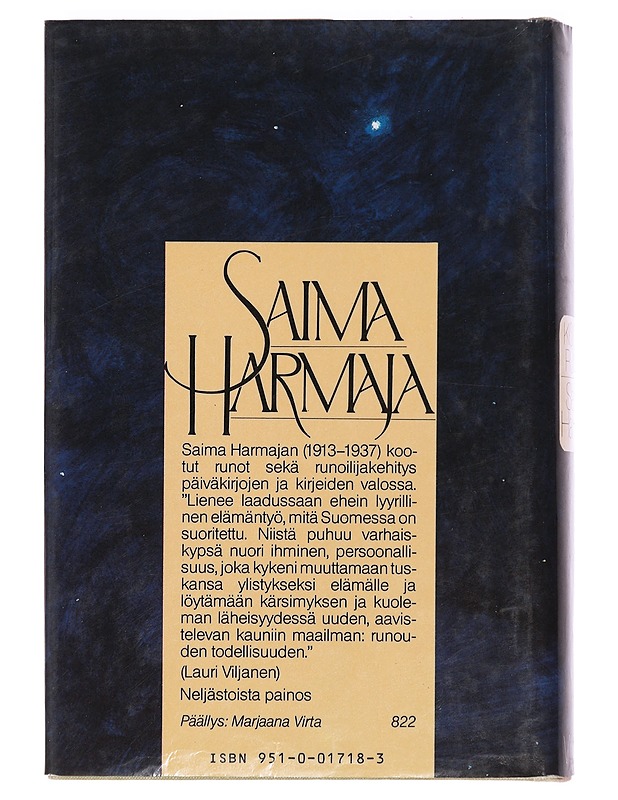 SAIMA
HARMAJA
Saima Harmajan (1913–1937) koo-
tut runot sekä runoilijakehitys
päiväkirjojen ja kirjeiden valossa.
”Lienee laadussaan ehein lyyrilli-
nen elämäntyö, mitä Suomessa on
suoritettu. Niistä puhuu varhais-
kypsä nuori ihminen, persoonalli-
suus, joka kykeni muuttamaan tus-
kansa ylistykseksi elämälle ja
löytämään kärsimyksen ja kuole-
man läheisyydessä uuden, aavis-
televan kauniin maailman: runou-
den todellisuuden.”
(Lauri Viljanen)
Neljästoista painos
Päällys: Marjaana Virta 822
ISBN 951-0-01718-3